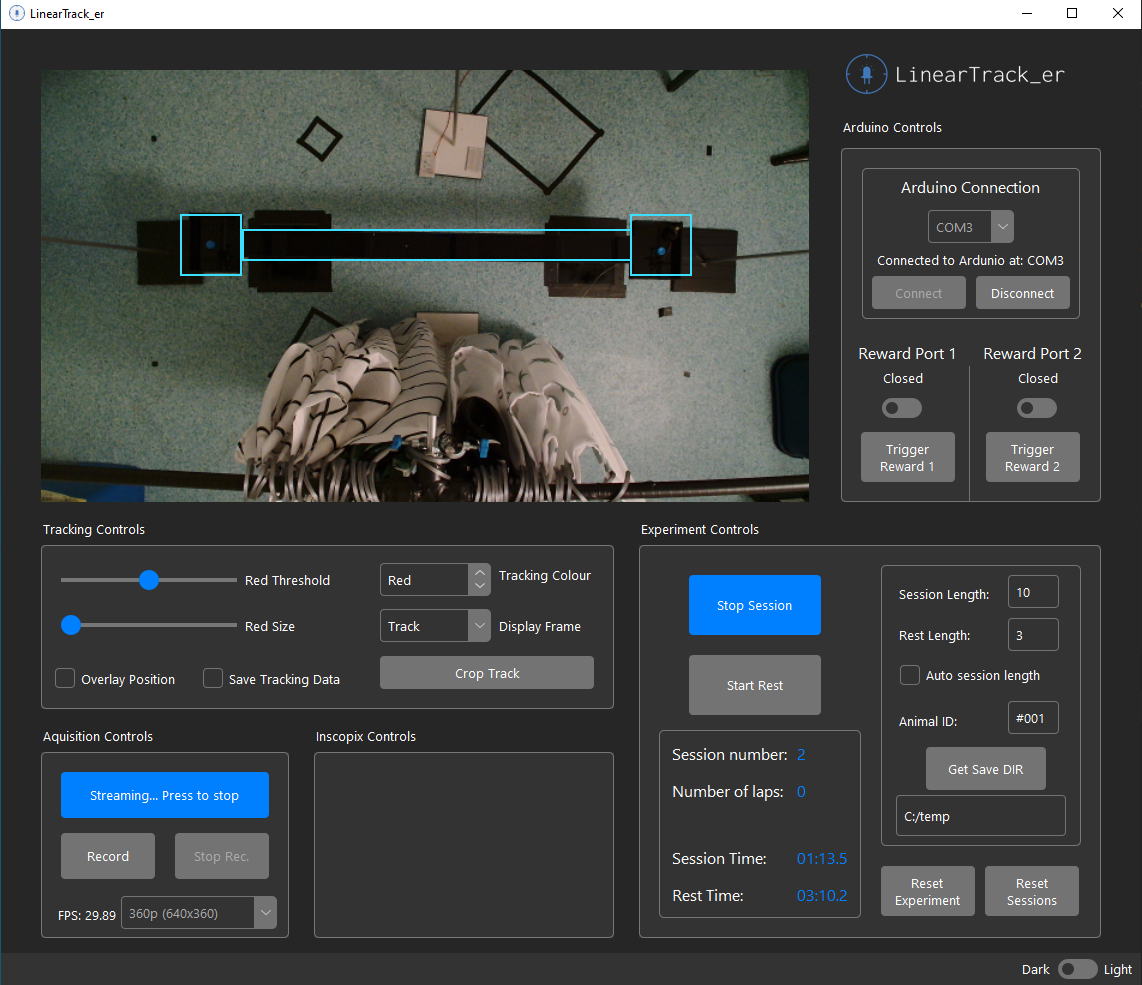 LinearTrack_er
LinearTrack_er
Arduino Controls
Arduino Connection
COM3
Connected to Ardunio at: COM3
Connect
Disconnect
Reward Port 1
Reward Port 2
Closed
Closed
Trigger
Reward 1
Trigger
Reward 2
Tracking Controls
Red Threshold
Red
Tracking Colour
Red Size
Track
Display Frame
Overlay Position
Save Tracking Data
Crop Track
Aquisition Controls
Streaming... Press to stop
Record
Stop Rec.
FPS: 29.89
360p (640x360)
Inscopix Controls
Experiment Controls
Stop Session
Start Rest
Session number: 2
Number of laps: 0
Session Time: 01:13.5
Rest Time: 03:10.2
Session Length: 10
Rest Length: 3
Auto session length
Animal ID: #001
Get Save DIR
C:/temp
Reset
Experiment
Reset
Sessions
Dark
Light